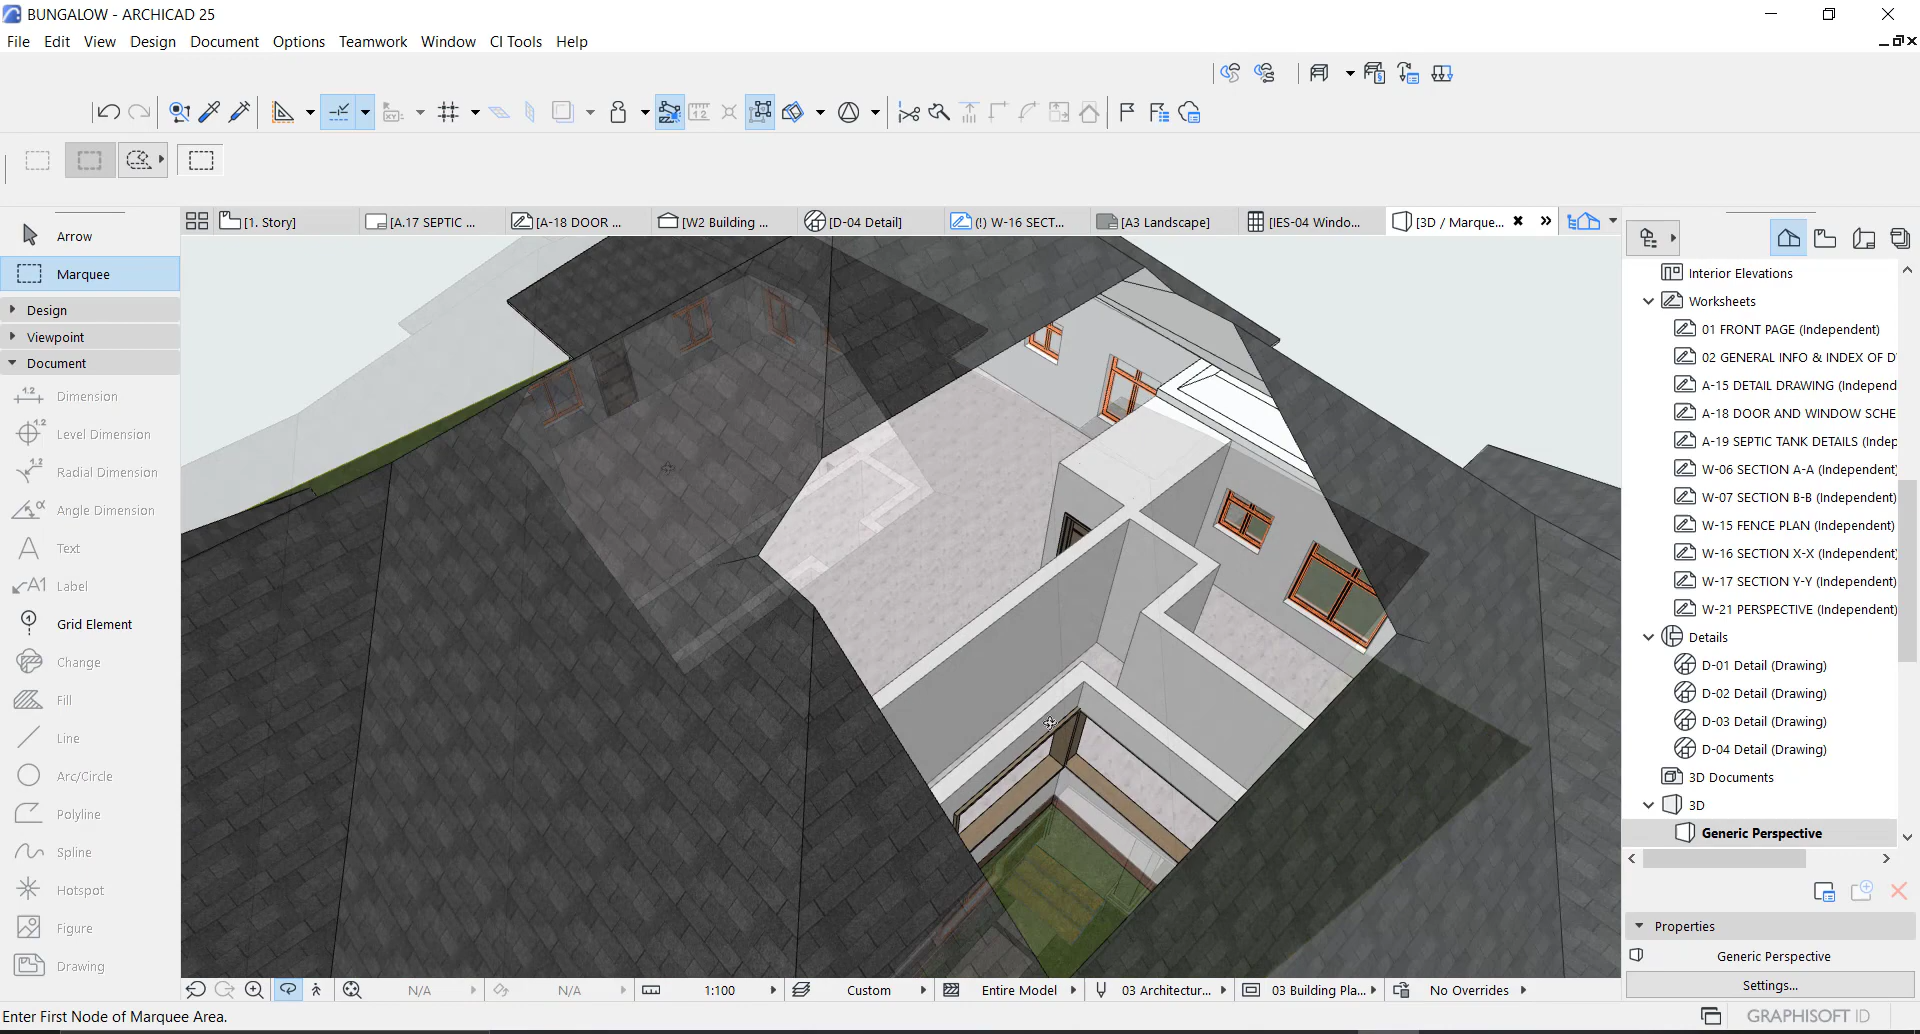 BUNGALOW - ARCHICAD 25
File Edit View Design Document Options Teamwork Window CI Tools Help
[1. Story] [A.17 SEPTIC ... [A-18 DOOR ... [W2 Building ... [D-04 Detail] (!) W-16 SECT... [A3 Landscape] [IES-04 Windo... [3D / Marque...
Arrow
Marquee
Design
Viewpoint
Document
Dimension
Level Dimension
Radial Dimension
Angle Dimension
Text
Label
Grid Element
Change
Fill
Line
Arc/Circle
Polyline
Spline
Hotspot
Figure
Drawing
Interior Elevations
Worksheets
01 FRONT PAGE (Independent)
02 GENERAL INFO & INDEX OF D
A-15 DETAIL DRAWING (Independ
A-18 DOOR AND WINDOW SCHE
A-19 SEPTIC TANK DETAILS (Indep
W-06 SECTION A-A (Independent)
W-07 SECTION B-B (Independent)
W-15 FENCE PLAN (Independent)
W-16 SECTION X-X (Independent)
W-17 SECTION Y-Y (Independent)
W-21 PERSPECTIVE (Independent)
Details
D-01 Detail (Drawing)
D-02 Detail (Drawing)
D-03 Detail (Drawing)
D-04 Detail (Drawing)
3D Documents
3D
Generic Perspective
Properties
Generic Perspective
Settings...
N/A N/A 1:100 Custom Entire Model 03 Architectur... 03 Building Pla... No Overrides
Enter First Node of Marquee Area.
GRAPHISOFT ID